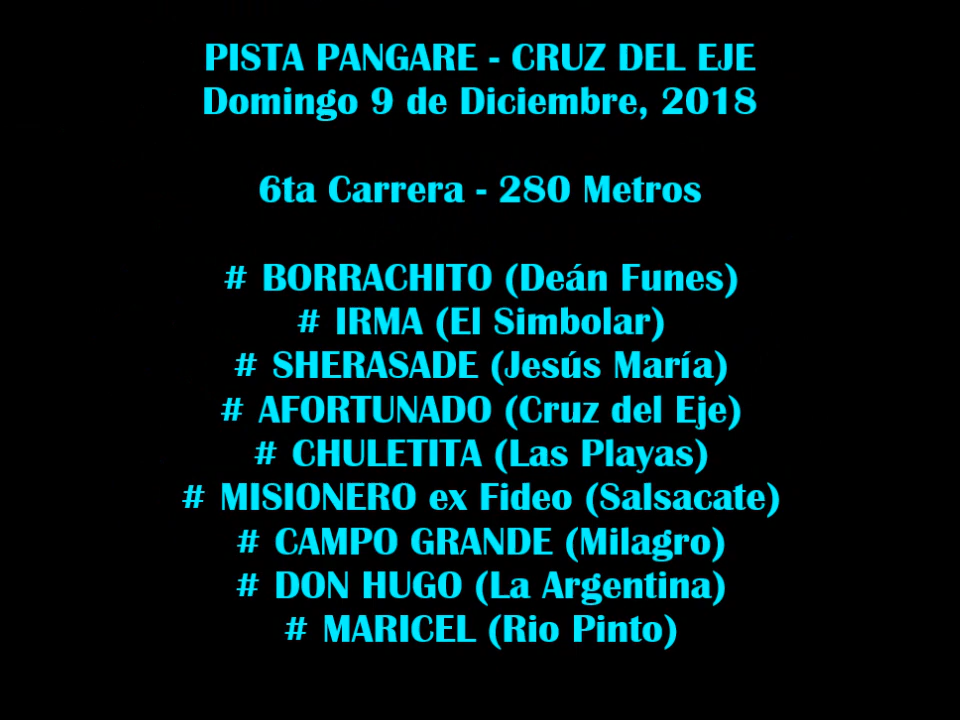 PISTA PANGARE - CRUZ DEL EJE
Domingo 9 de Diciembre, 2018
6ta Carrera - 280 Metros
# BORRACHITO (Deán Funes)
# IRMA (El Simbolar)
# SHERASADE (Jesús María)
# AFORTUNADO (Cruz del Eje)
# CHULETITA (Las Playas)
# MISIONERO ex Fideo (Salsacate)
# CAMPO GRANDE (Milagro)
# DON HUGO (La Argentina)
# MARICEL (Rio Pinto)